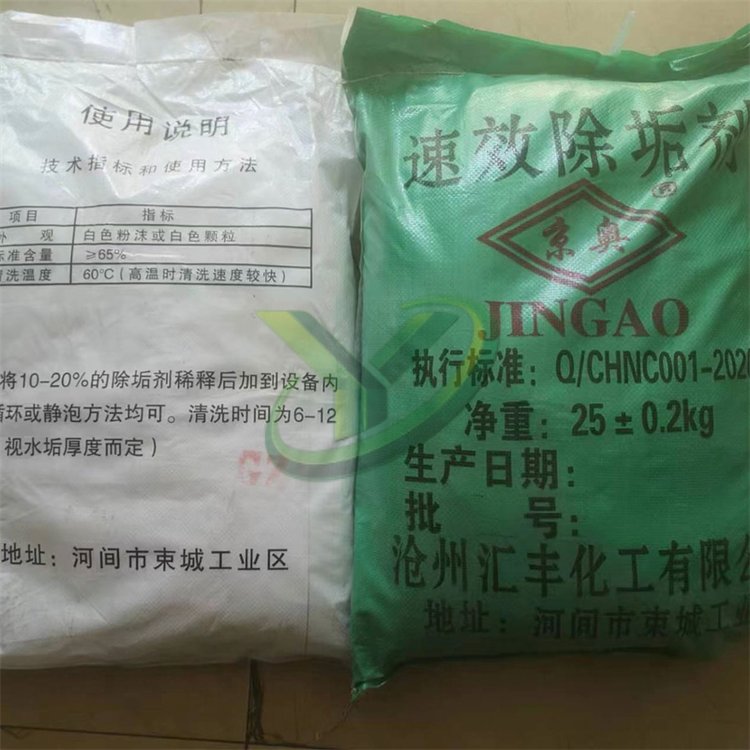 使用说明
技术指标和使用方法
项目 指标
外 观 白色粉沫或白色颗粒
标准含量 ≥65%
清洗温度 60℃(高温时清洗速度较快)
将10-20%的除垢剂稀释后加到设备内
循环或静泡方法均可。清洗时间为6-12
视水垢厚度而定)
地址:河间市束城工业区
速效除垢剂
京奥
JINGAO
执行标准:Q/CHNC001-2020
净重:25±0.2kg
生产日期:
批 号:
沧州汇丰化工有限公
地址:河间市束城工业